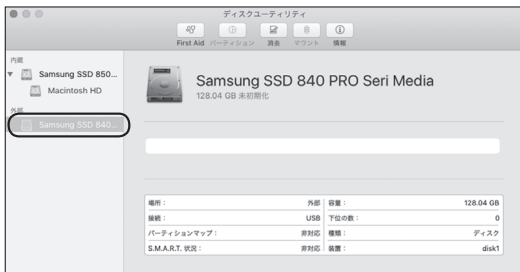 ディスクユーティリティ
First Aid パーティション 消去 マウント 情報
内蔵
Samsung SSD 850...
Macintosh HD
外部
Samsung SSD 840...
Samsung SSD 840 PRO Seri Media
128.04 GB 未初期化
場所： 外部 容量： 128.04 GB
接続： USB 下位の数： 0
パーティションマップ： 非対応 種類： ディスク
S.M.A.R.T. 状況： 非対応 装置： disk1